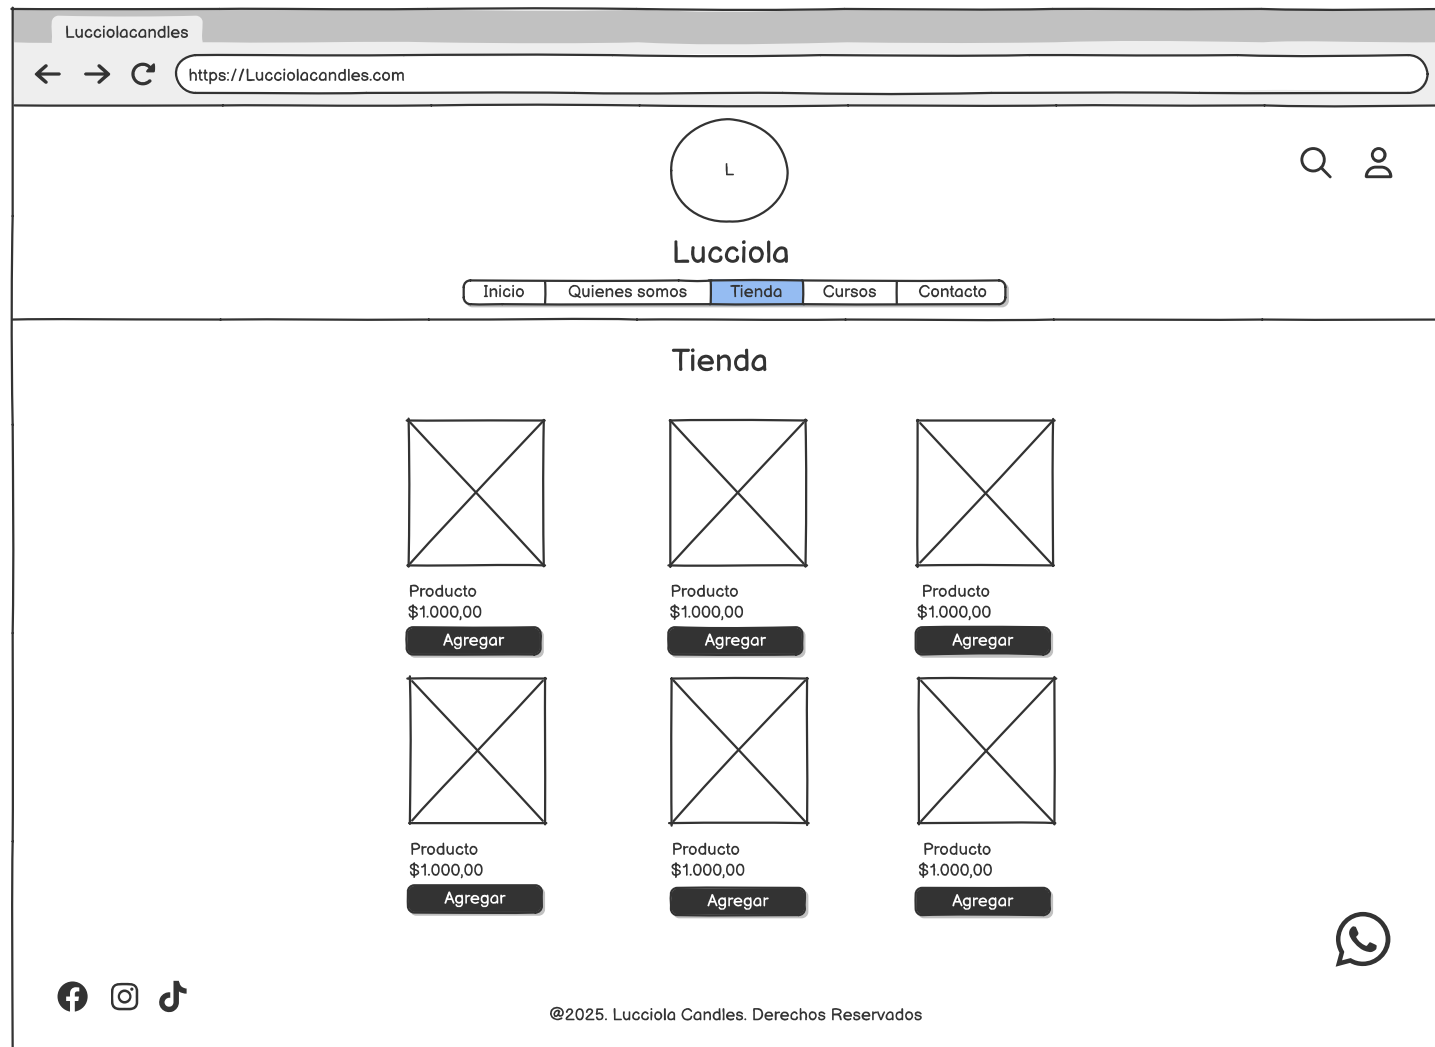 Lucciolacandles
https://Lucciolacandles.com
L
Lucciola
Inicio Quienes somos Tienda Cursos Contacto
Tienda
Producto Producto Producto
$1.000,00 $1.000,00 $1.000,00
Agregar Agregar Agregar
Producto Producto Producto
$1.000,00 $1.000,00 $1.000,00
Agregar Agregar Agregar
@2025. Lucciola Candles. Derechos Reservados